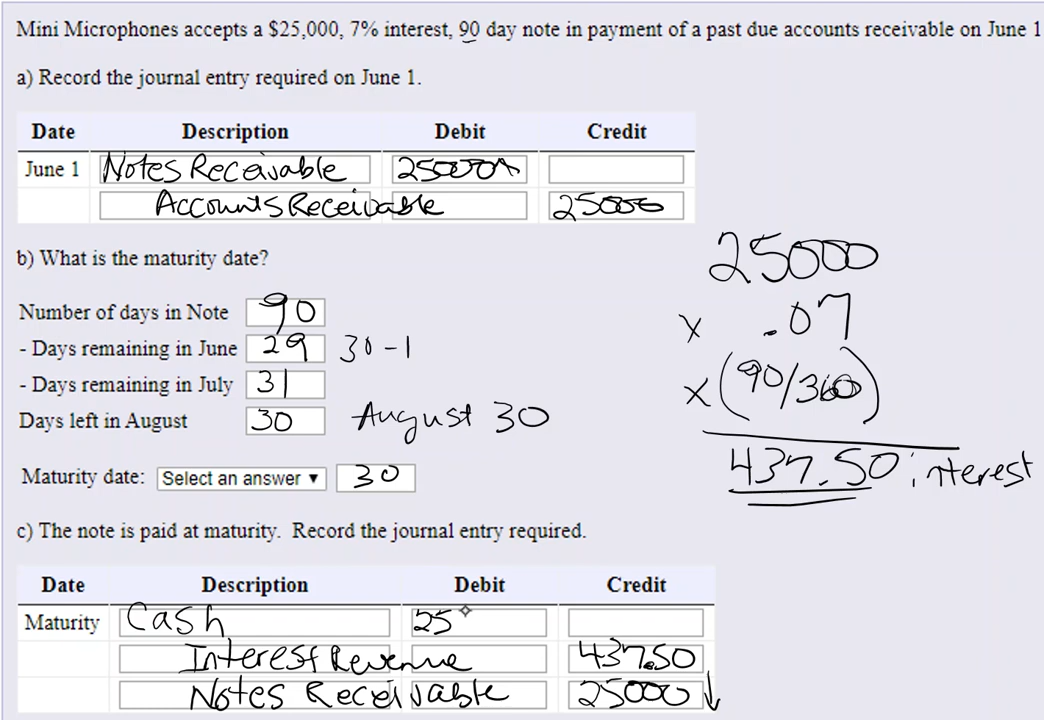 Mini Microphones accepts a $25,000, 7% interest, 90 day note in payment of a past due accounts receivable on June 1
a) Record the journal entry required on June 1.
Date Description Debit Credit
June 1 Notes Receivable 25000
Accounts Receivable 25000
b) What is the maturity date?
Number of days in Note 90
- Days remaining in June 29 30-1
- Days remaining in July 31
Days left in August 30 August 30
Maturity date: Select an answer ▼ 30
25000
x .07
x (90/360)
437.50 interest
c) The note is paid at maturity. Record the journal entry required.
Date Description Debit Credit
Maturity Cash 25
Interest Revenue 437.50
Notes Receivable 25000 ↓